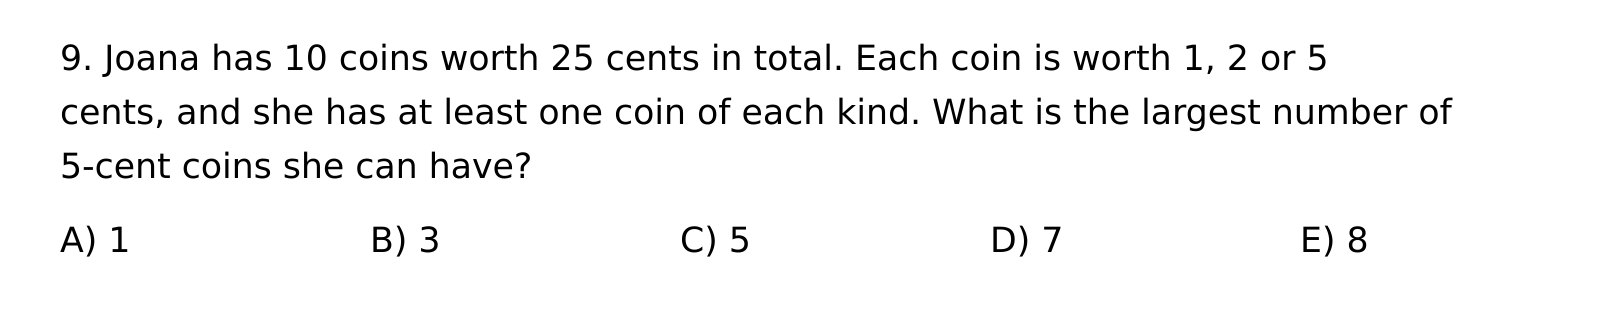 9. Joana has 10 coins worth 25 cents in total. Each coin is worth 1, 2 or 5
cents, and she has at least one coin of each kind. What is the largest number of
5-cent coins she can have?
A) 1 B) 3 C) 5 D) 7 E) 8